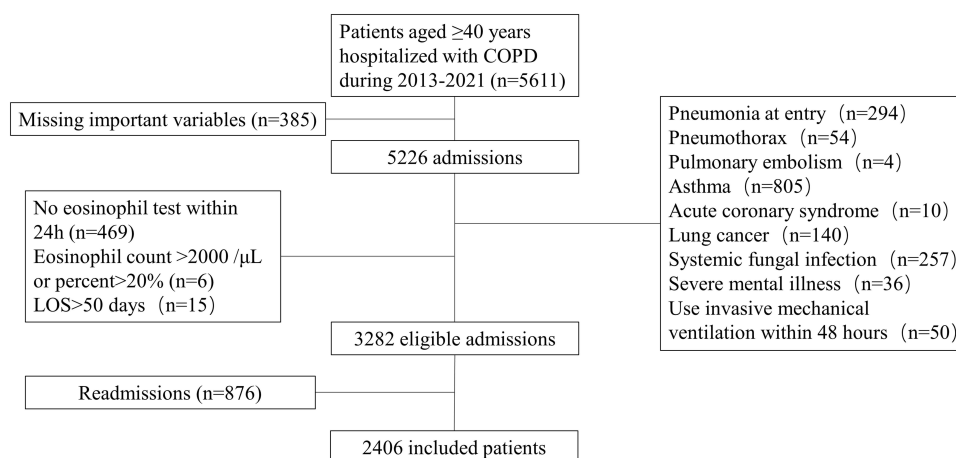 Patients aged ≥40 years
hospitalized with COPD
during 2013-2021 (n=5611)
Missing important variables (n=385)
5226 admissions
Pneumonia at entry（n=294）
Pneumothorax（n=54）
Pulmonary embolism（n=4）
Asthma（n=805）
Acute coronary syndrome（n=10）
Lung cancer（n=140）
Systemic fungal infection（n=257）
Severe mental illness（n=36）
Use invasive mechanical
ventilation within 48 hours（n=50）
No eosinophil test within
24h (n=469)
Eosinophil count >2000 /μL
or percent>20% (n=6)
LOS>50 days（n=15）
3282 eligible admissions
Readmissions (n=876)
2406 included patients